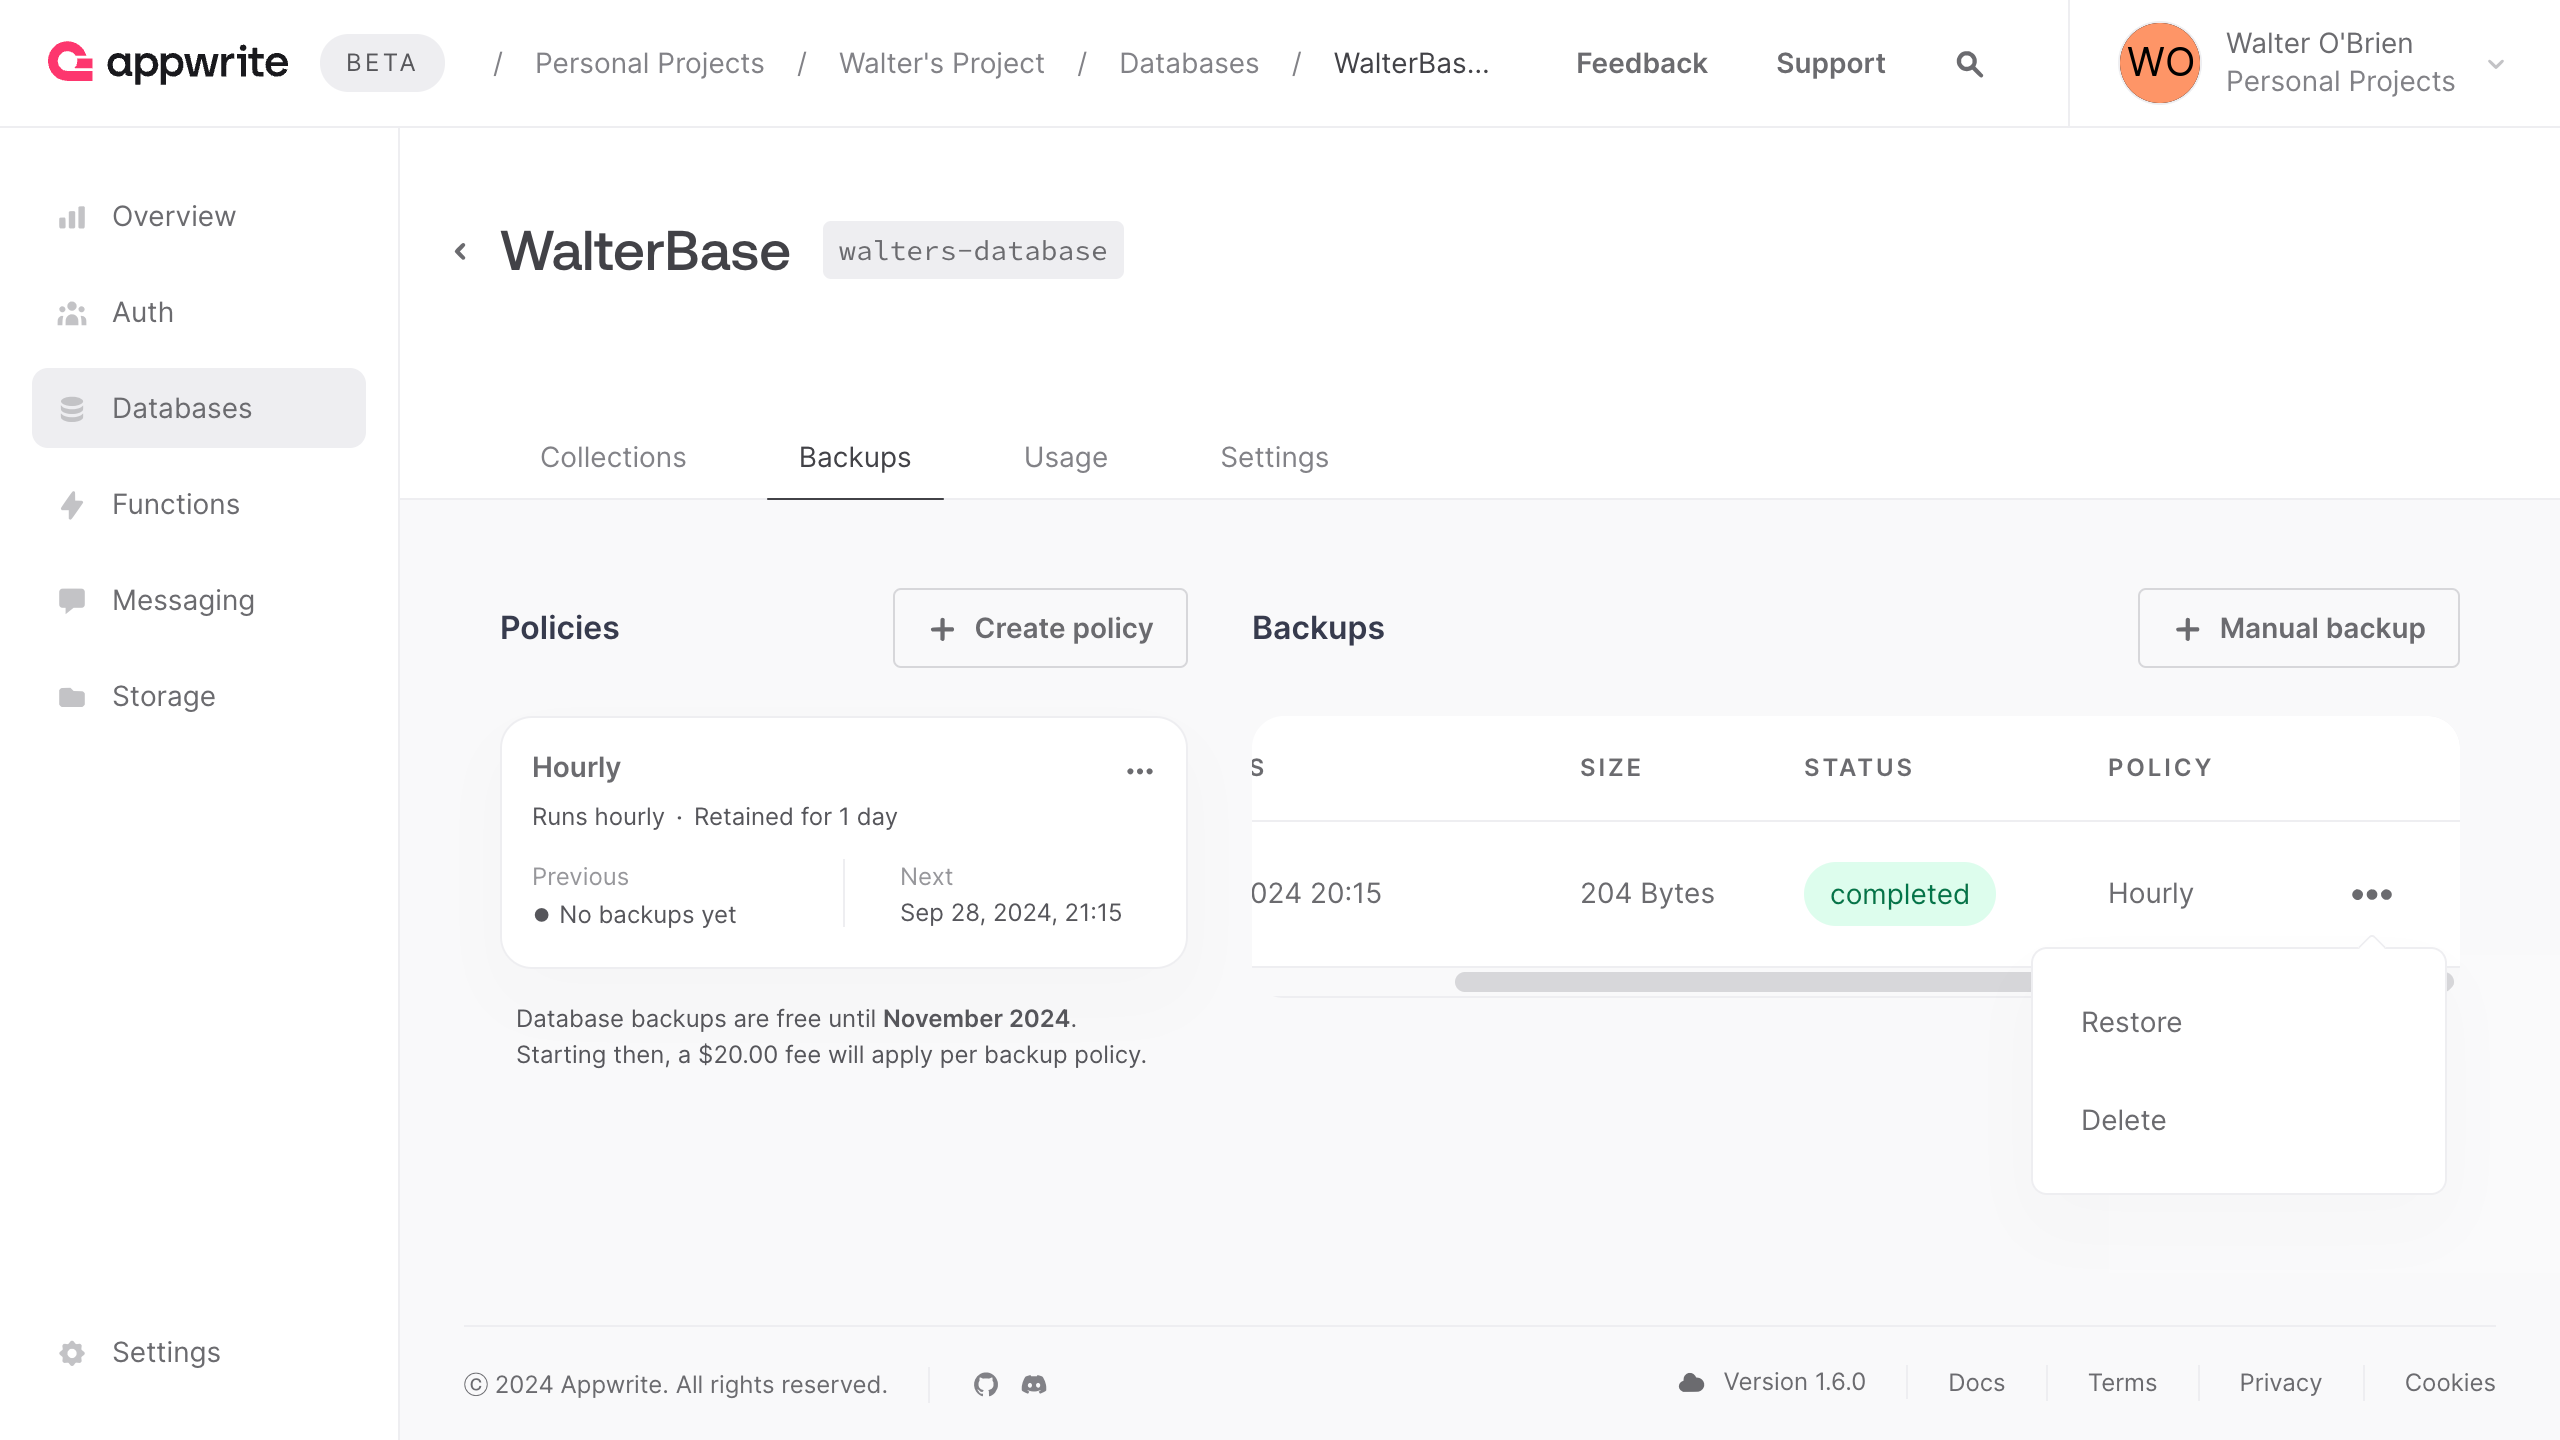 appwrite BETA / Personal Projects / Walter's Project / Databases / WalterBas... Feedback Support WO Walter O'Brien
Personal Projects
Overview
Auth
Databases
Functions
Messaging
Storage
Settings
WalterBase walters-database
Collections Backups Usage Settings
Policies + Create policy
Hourly
Runs hourly · Retained for 1 day
Previous Next
No backups yet Sep 28, 2024, 21:15
Database backups are free until November 2024.
Starting then, a $20.00 fee will apply per backup policy.
Backups + Manual backup
S SIZE STATUS POLICY
024 20:15 204 Bytes completed Hourly
Restore
Delete
© 2024 Appwrite. All rights reserved. Version 1.6.0 Docs Terms Privacy Cookies